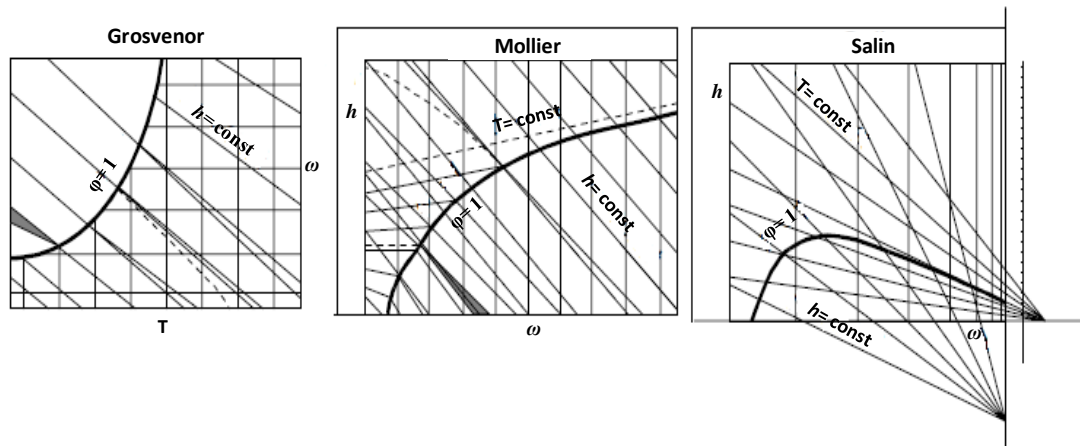 Grosvenor
h= const
φ= 1
ω
T
Mollier
h
T= const
φ= 1
h= const
ω
Salin
h
T= const
φ= 1
h= const
ω